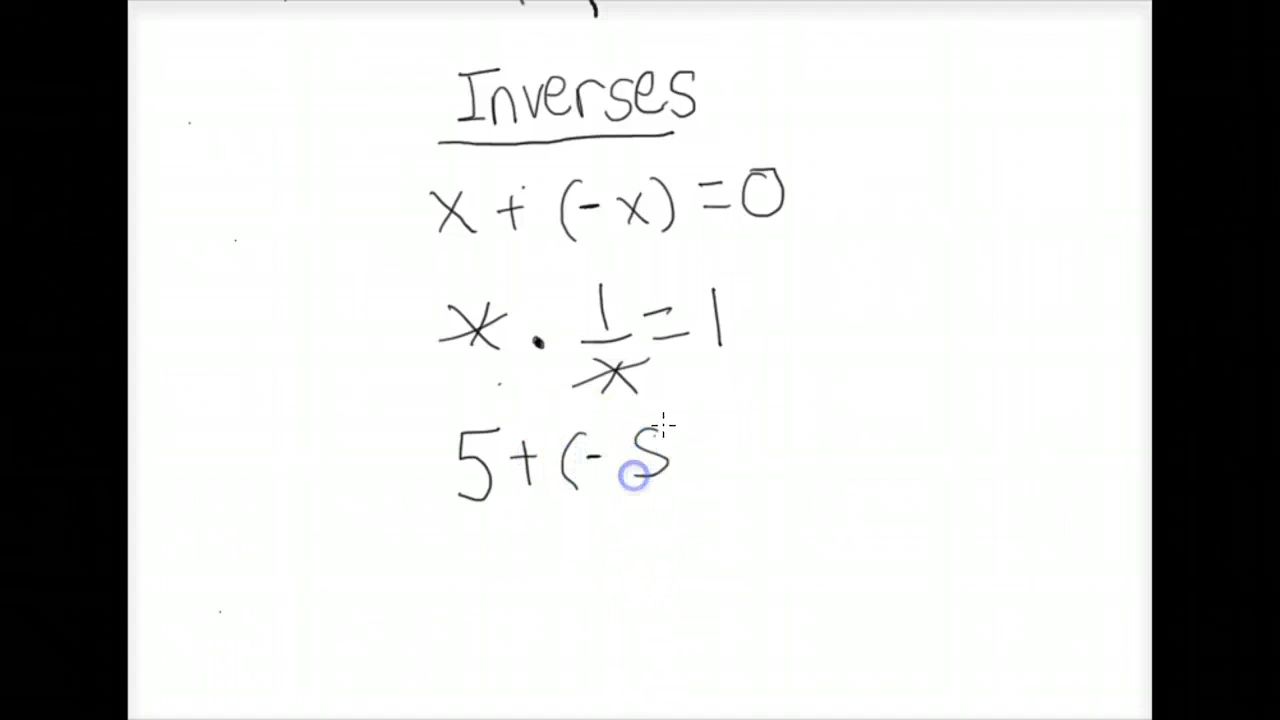 Inverses
x + (-x) = 0
x · 1/x = 1
5 + (- 5